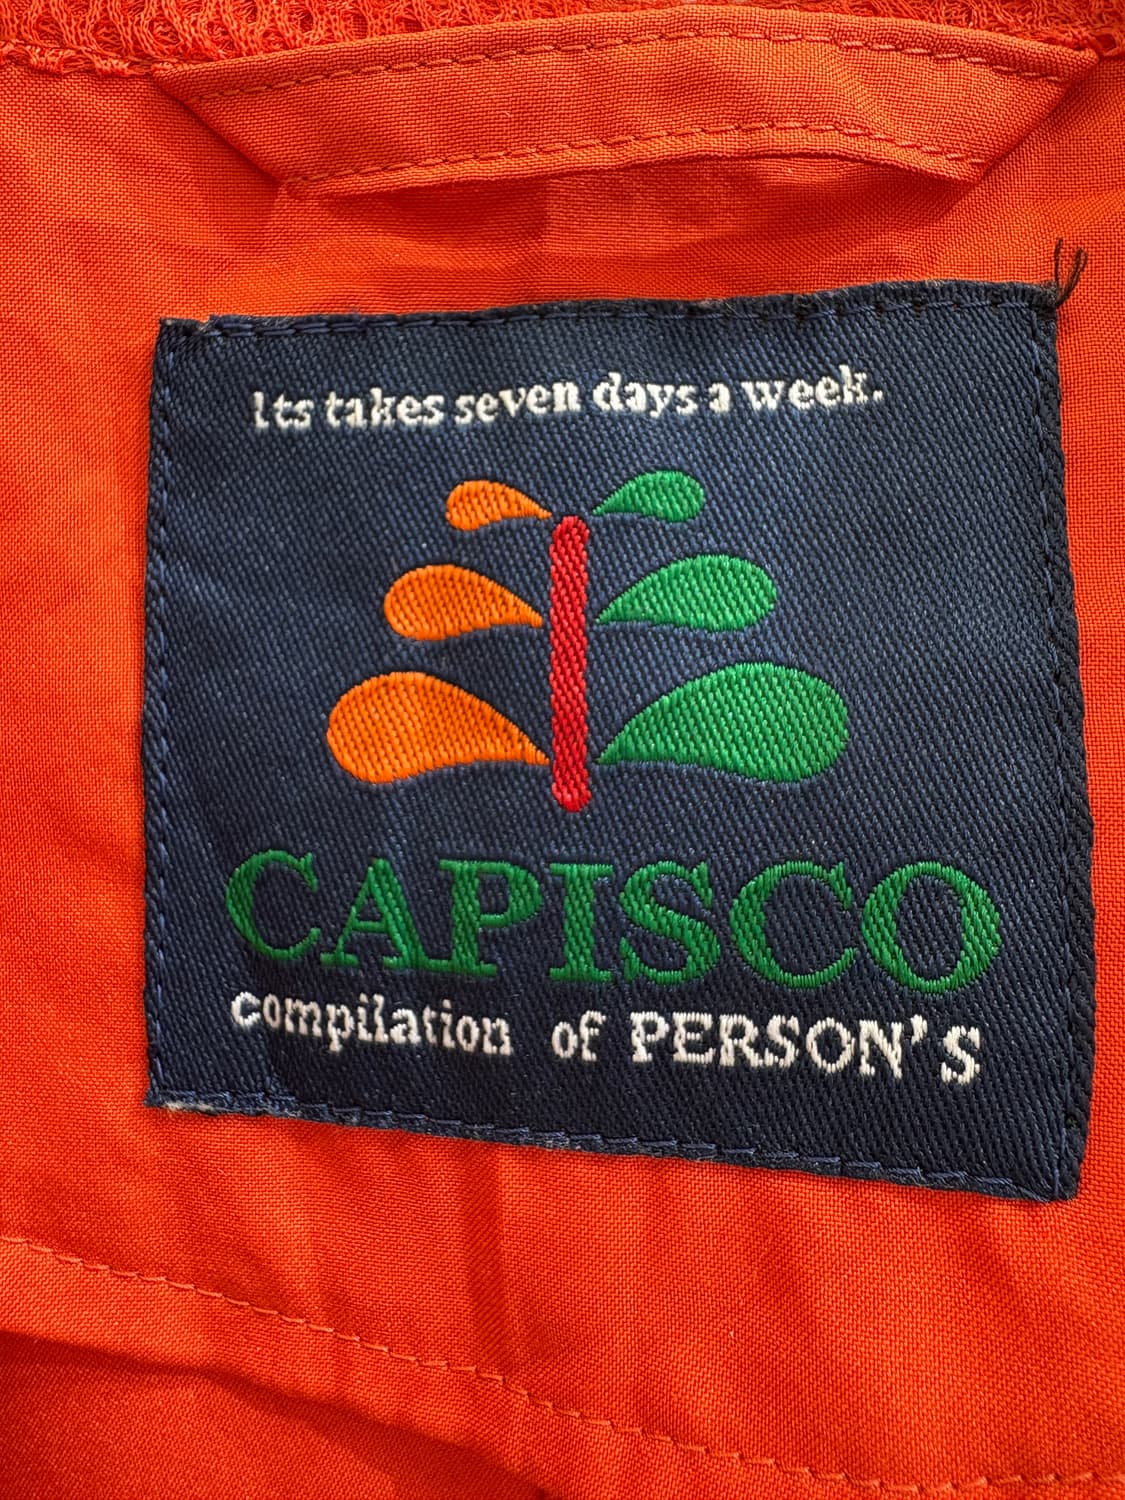 Its takes seven days a week.
CAPISCO
compilation of PERSON'S